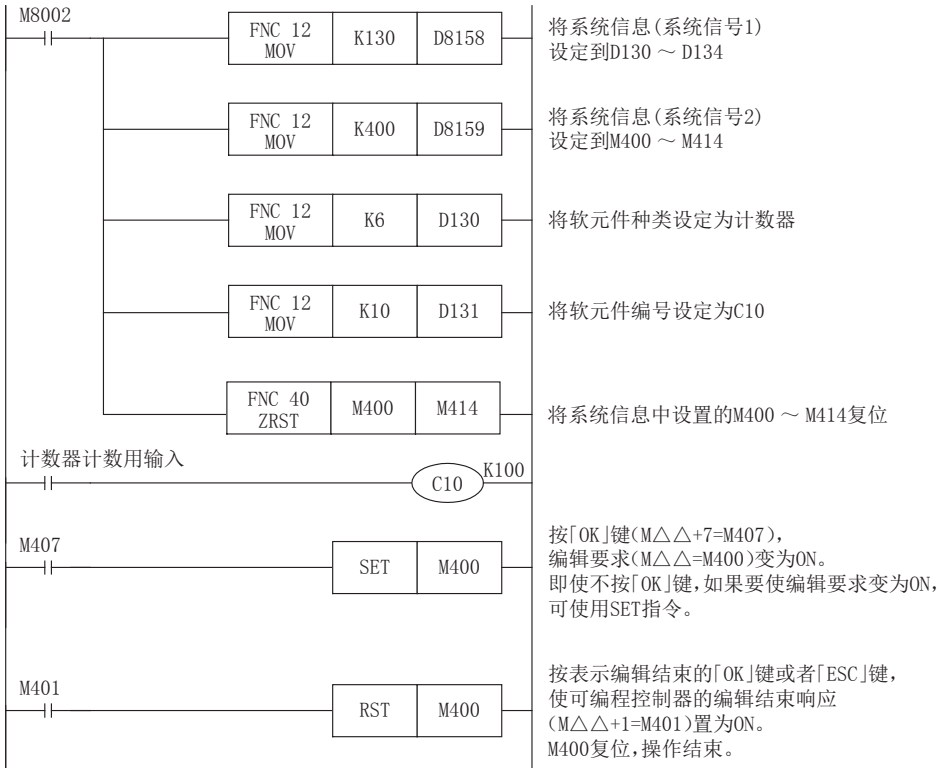 M8002
FNC 12
MOV
K130
D8158
将系统信息(系统信号1)
设定到D130 ～ D134
FNC 12
MOV
K400
D8159
将系统信息(系统信号2)
设定到M400 ～ M414
FNC 12
MOV
K6
D130
将软元件种类设定为计数器
FNC 12
MOV
K10
D131
将软元件编号设定为C10
FNC 40
ZRST
M400
M414
将系统信息中设置的M400 ～ M414复位
计数器计数用输入
C10
K100
M407
SET
M400
按「OK」键(M△△+7=M407),
编辑要求(M△△=M400)变为ON。
即使不按「OK」键,如果要使编辑要求变为ON,
可使用SET指令。
M401
RST
M400
按表示编辑结束的「OK」键或者「ESC」键,
使可编程控制器的编辑结束响应
(M△△+1=M401)置为ON。
M400复位,操作结束。